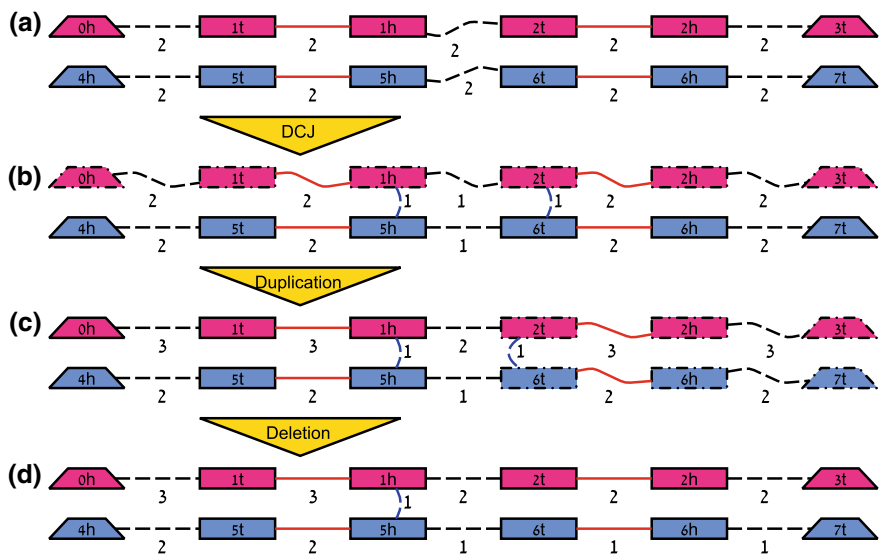 (a) 0h 1t 1h 2t 2h 3t
2 2 2 2 2
4h 5t 5h 6t 6h 7t
2 2 2 2 2
DCJ
(b) 0h 1t 1h 2t 2h 3t
2 2 1 1 1 2 2
4h 5t 5h 6t 6h 7t
2 2 1 2 2
Duplication
(c) 0h 1t 1h 2t 2h 3t
3 3 1 2 1 3 3
4h 5t 5h 6t 6h 7t
2 2 1 2 2
Deletion
(d) 0h 1t 1h 2t 2h 3t
3 3 1 2 2 2
4h 5t 5h 6t 6h 7t
2 2 1 1 1